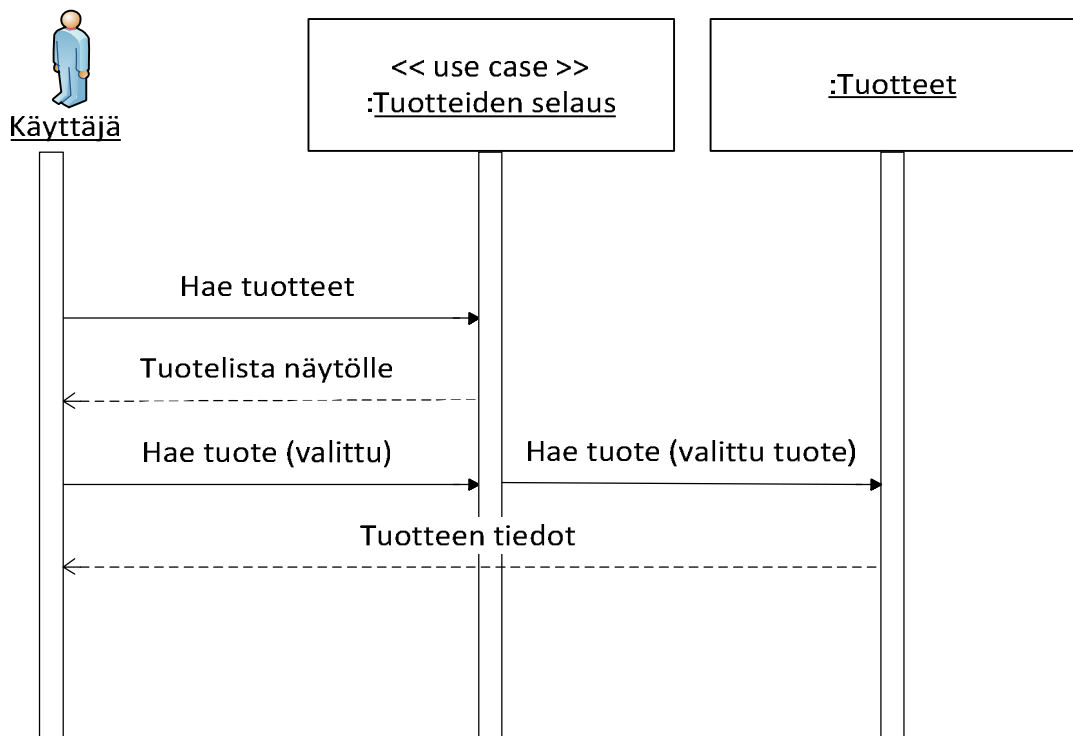 << use case >>
:Tuotteiden selaus
:Tuotteet
Käyttäjä
Hae tuotteet
Tuotelista näytölle
Hae tuote (valittu)
Hae tuote (valittu tuote)
Tuotteen tiedot